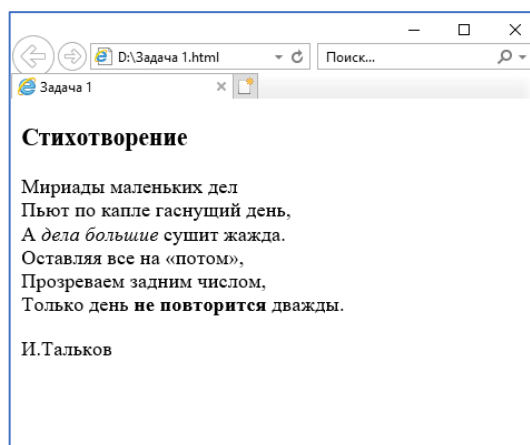 D:\Задача 1.html
Поиск...
Задача 1
Стихотворение
Мириады маленьких дел
Пьют по капле гаснущий день,
А дела большие сушит жажда.
Оставляя все на «потом»,
Прозреваем задним числом,
Только день не повторится дважды.
И.Тальков